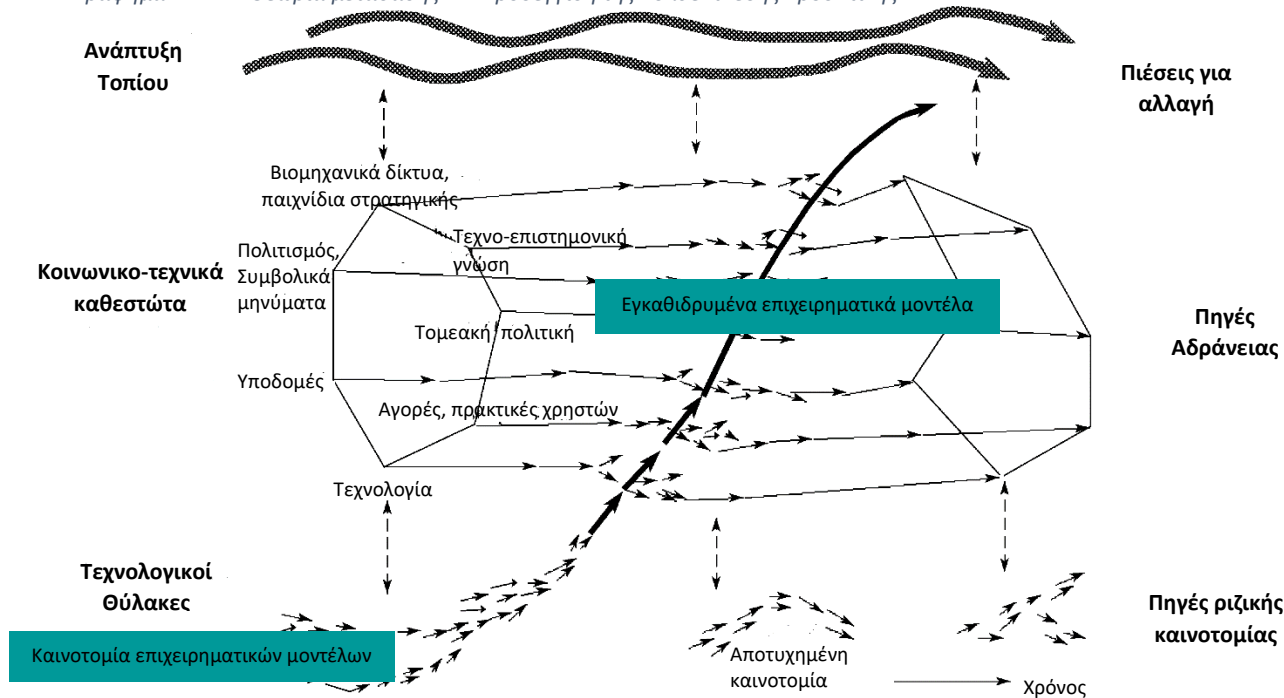 Ανάπτυξη
Τοπίου
Πιέσεις για
αλλαγή
Βιομηχανικά δίκτυα,
παιχνίδια στρατηγικής
Τεχνο-επιστημονική
γνώση
Πολιτισμός,
Συμβολικά
μηνύματα
Κοινωνικο-τεχνικά
καθεστώτα
Εγκαθιδρυμένα επιχειρηματικά μοντέλα
Τομεακή πολιτική
Πηγές
Αδράνειας
Υποδομές
Αγορές, πρακτικές χρηστών
Τεχνολογία
Τεχνολογικοί
Θύλακες
Πηγές ριζικής
καινοτομίας
Καινοτομία επιχειρηματικών μοντέλων
Αποτυχημένη
καινοτομία
Χρόνος